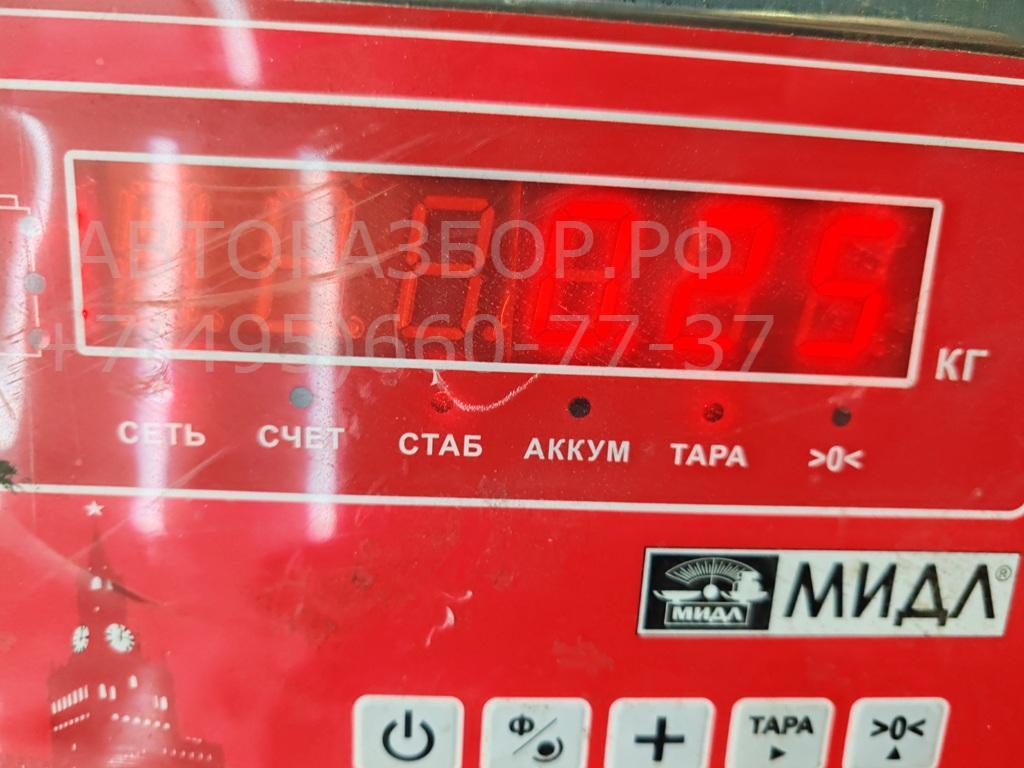 АВТОРАЗБОР.РФ
+7(495)660-77-37
0.025
КГ
СЕТЬ СЧЕТ СТАБ АККУМ ТАРА >0<
МИДЛ МИДЛ®
Ф ТАРА >0<